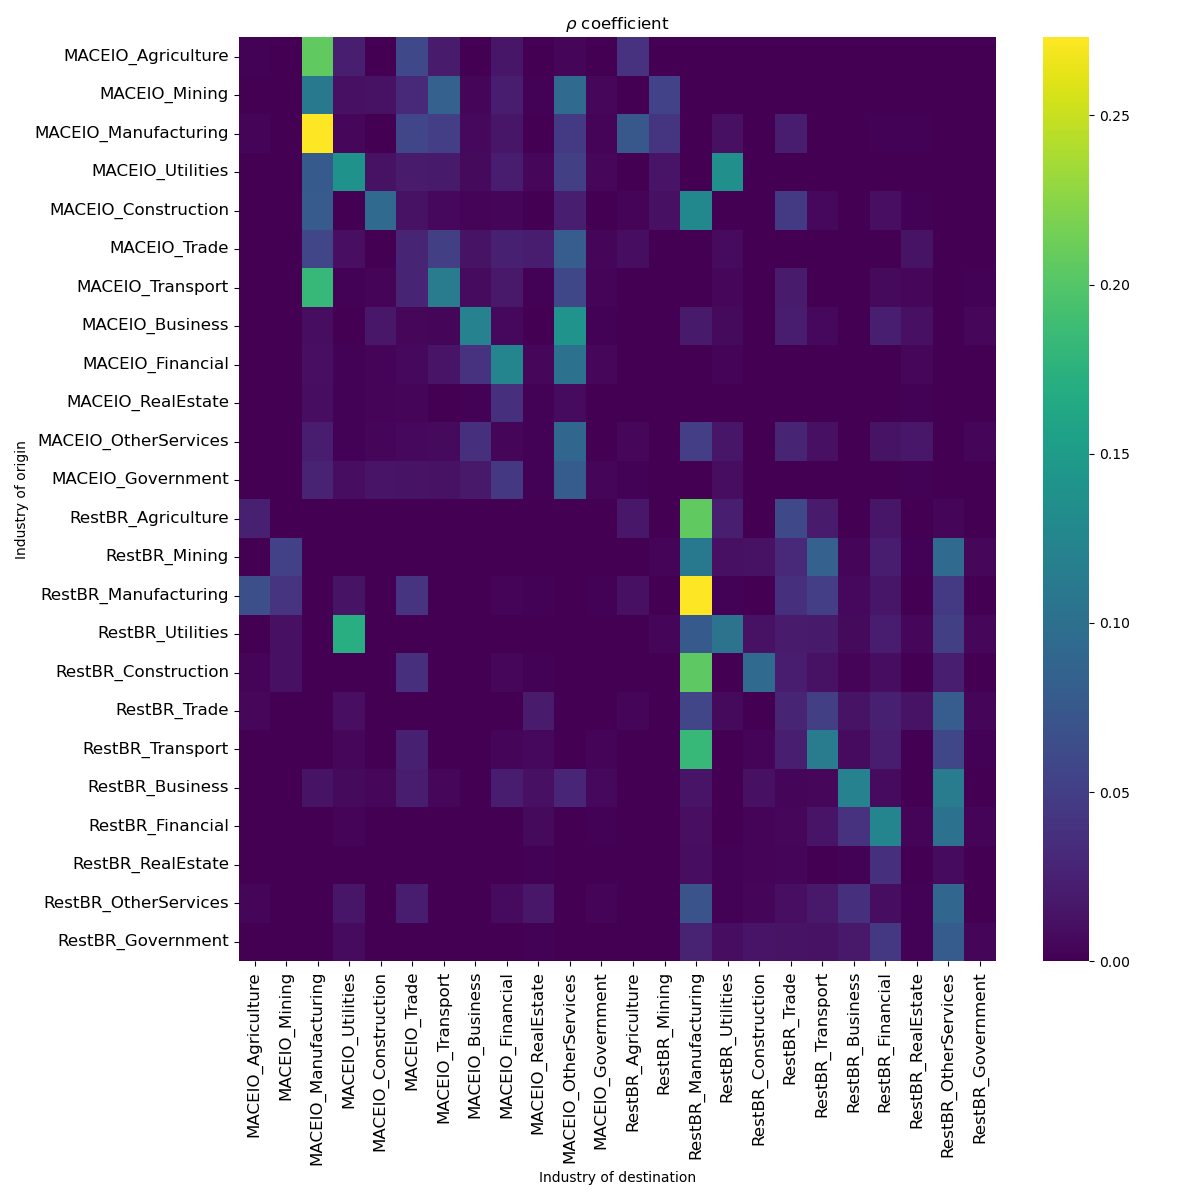 ρ coefficient
MACEIO_Agriculture
MACEIO_Mining
MACEIO_Manufacturing
MACEIO_Utilities
MACEIO_Construction
MACEIO_Trade
MACEIO_Transport
MACEIO_Business
MACEIO_Financial
MACEIO_RealEstate
MACEIO_OtherServices
MACEIO_Government
RestBR_Agriculture
RestBR_Mining
RestBR_Manufacturing
RestBR_Utilities
RestBR_Construction
RestBR_Trade
RestBR_Transport
RestBR_Business
RestBR_Financial
RestBR_RealEstate
RestBR_OtherServices
RestBR_Government
Industry of origin
MACEIO_Agriculture
MACEIO_Mining
MACEIO_Manufacturing
MACEIO_Utilities
MACEIO_Construction
MACEIO_Trade
MACEIO_Transport
MACEIO_Business
MACEIO_Financial
MACEIO_RealEstate
MACEIO_OtherServices
MACEIO_Government
RestBR_Agriculture
RestBR_Mining
RestBR_Manufacturing
RestBR_Utilities
RestBR_Construction
RestBR_Trade
RestBR_Transport
RestBR_Business
RestBR_Financial
RestBR_RealEstate
RestBR_OtherServices
RestBR_Government
Industry of destination
0.25
0.20
0.15
0.10
0.05
0.00